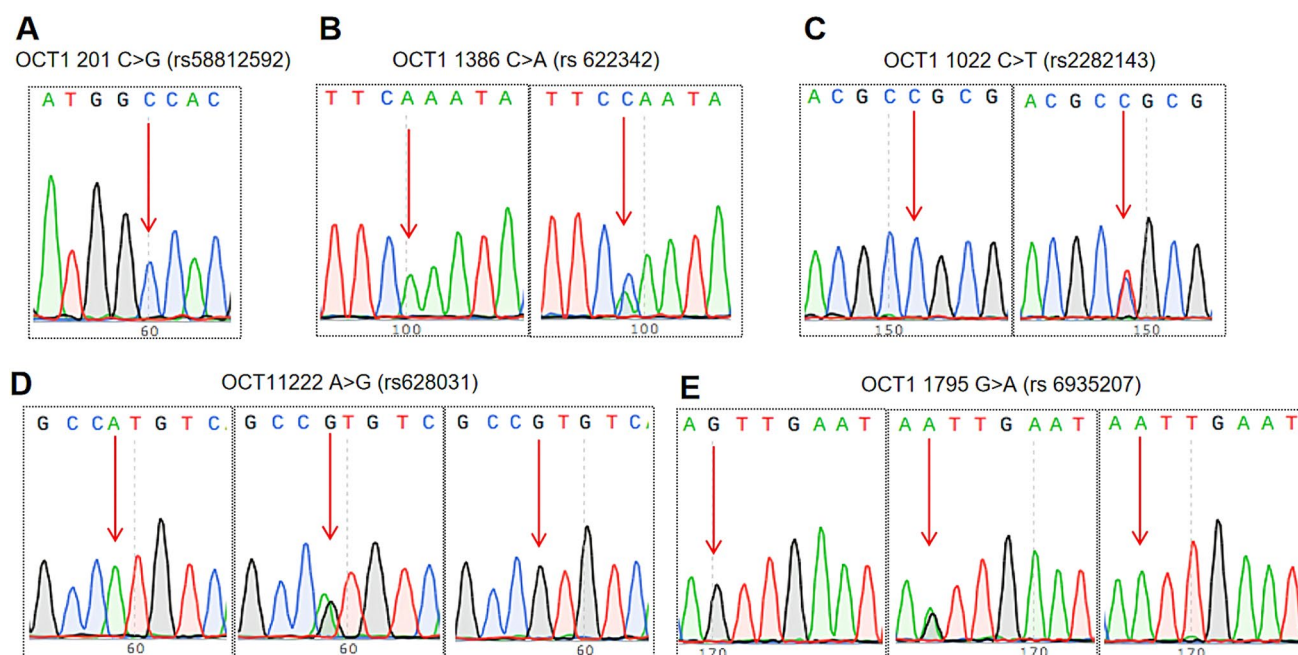 A
OCT1 201 C>G (rs58812592)
A T G G C C A C
60
B
OCT1 1386 C>A (rs 622342)
T T C A A A T A
T T C C A A T A
100
100
C
OCT1 1022 C>T (rs2282143)
A C G C C G C G
A C G C C G C G
150
150
D
OCT11222 A>G (rs628031)
G C C A T G T C
G C C G T G T C
G C C G T G T C
60
60
60
E
OCT1 1795 G>A (rs 6935207)
A G T T G A A T
A A T T G A A T
A A T T G A A T
170
170
170